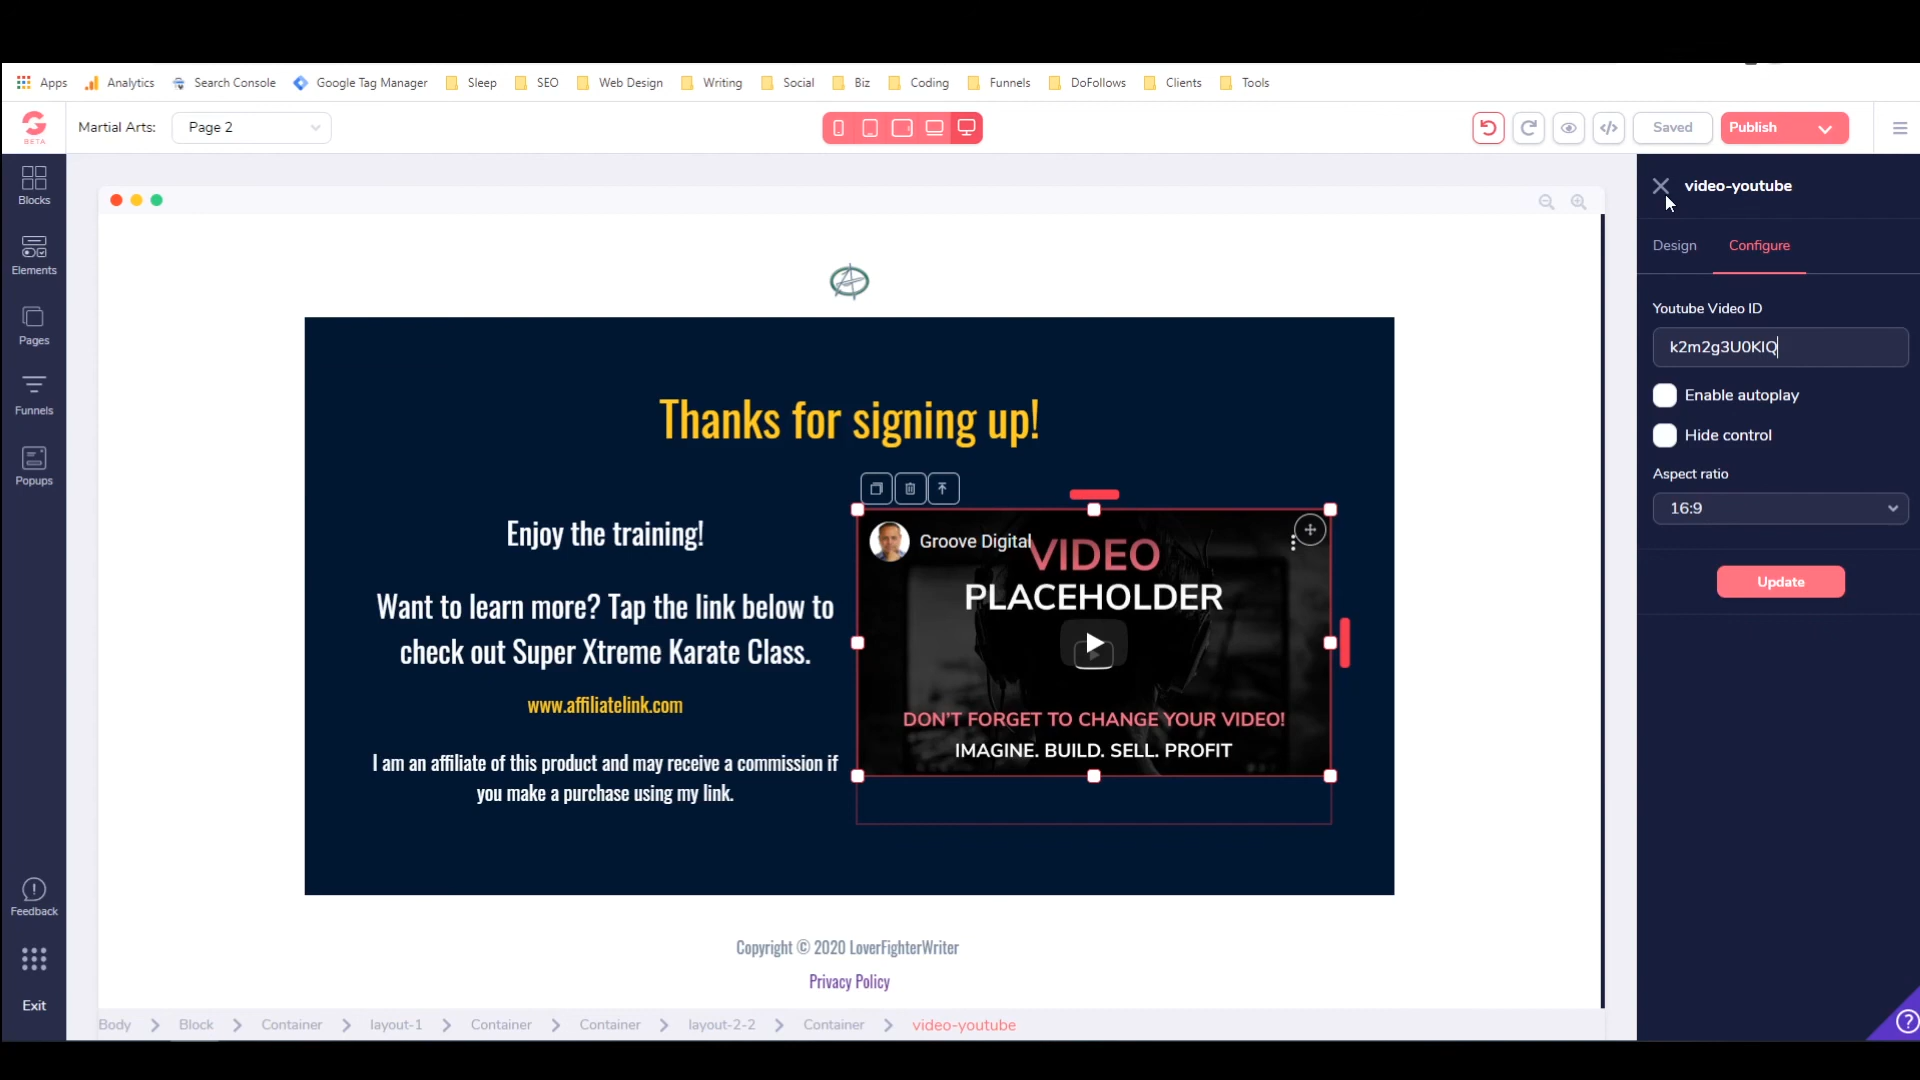 Apps Analytics Search Console Google Tag Manager Sleep SEO Web Design Writing Social Biz Coding Funnels DoFollows Clients Tools
BETA
Martial Arts: Page 2
Saved Publish
Blocks
Elements
Pages
Funnels
Popups
Feedback
Exit
Thanks for signing up!
Enjoy the training!
Want to learn more? Tap the link below to
check out Super Xtreme Karate Class.
www.affiliatelink.com
I am an affiliate of this product and may receive a commission if
you make a purchase using my link.
Groove Digital
VIDEO
PLACEHOLDER
DON'T FORGET TO CHANGE YOUR VIDEO!
IMAGINE. BUILD. SELL. PROFIT
Copyright © 2020 LoverFighterWriter
Privacy Policy
Body Block Container layout-1 Container Container layout-2-2 Container video-youtube
video-youtube
Design Configure
Youtube Video ID
k2m2g3U0KIQ
Enable autoplay
Hide control
Aspect ratio
16:9
Update